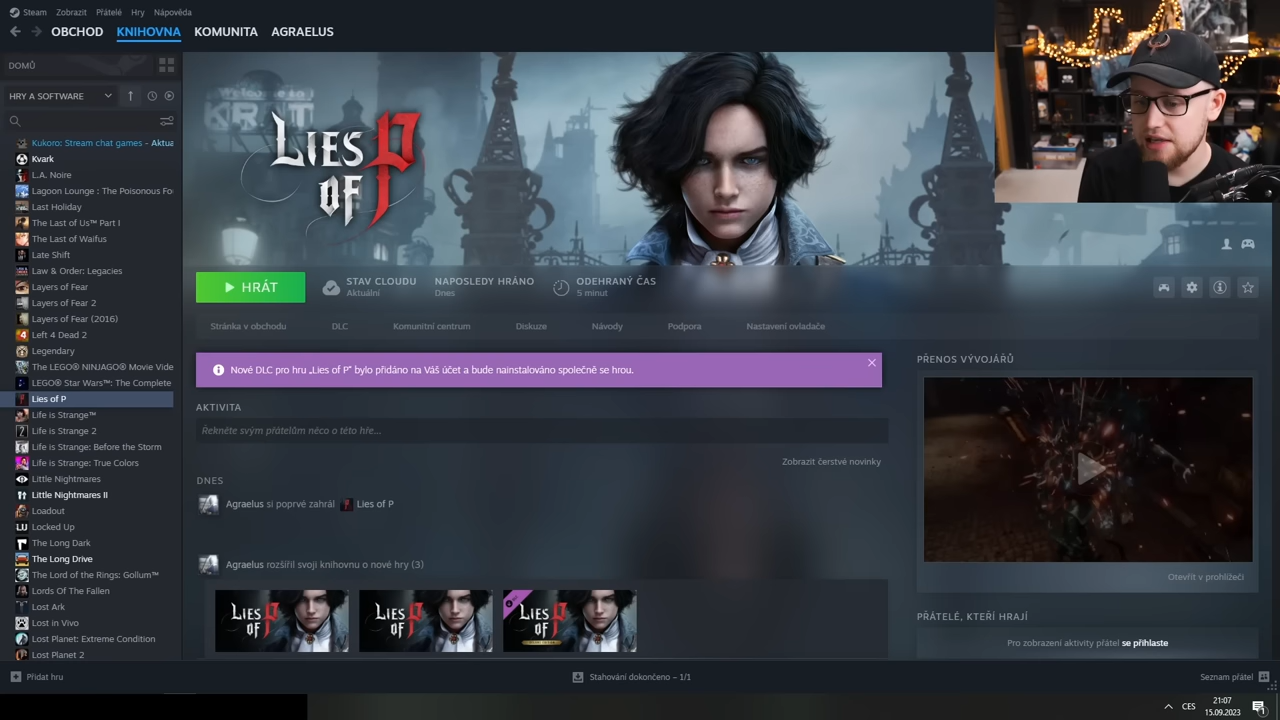 Steam Zobrazit Přátelé Hry Nápověda
OBCHOD KNIHOVNA KOMUNITA AGRAELUS
DOMŮ
HRY A SOFTWARE
Kukoro: Stream chat games - Aktua
Kvark
L.A. Noire
Lagoon Lounge : The Poisonous Fo
Last Holiday
The Last of Us™ Part I
The Last of Waifus
Late Shift
Law & Order: Legacies
Layers of Fear
Layers of Fear 2
Layers of Fear (2016)
Left 4 Dead 2
Legendary
The LEGO® NINJAGO® Movie Vide
LEGO® Star Wars™: The Complete
Lies of P
Life is Strange™
Life is Strange 2
Life is Strange: Before the Storm
Life is Strange: True Colors
Little Nightmares
Little Nightmares II
Loadout
Locked Up
The Long Dark
The Long Drive
The Lord of the Rings: Gollum™
Lords Of The Fallen
Lost Ark
Lost in Vivo
Lost Planet: Extreme Condition
Lost Planet 2
Welcome to
KRAT
LIES OF P
HRÁT
STAV CLOUDU
Aktuální
NAPOSLEDY HRÁNO
Dnes
ODEHRANÝ ČAS
5 minut
Stránka v obchodu DLC Komunitní centrum Diskuze Návody Podpora Nastavení ovladače
Nové DLC pro hru „Lies of P" bylo přidáno na Váš účet a bude nainstalováno společně se hrou.
AKTIVITA
Řekněte svým přátelům něco o této hře...
Zobrazit čerstvé novinky
DNES
Agraelus si poprvé zahrál Lies of P
Agraelus rozšířil svoji knihovnu o nové hry (3)
LIES OF P
LIES OF P
LIES OF P
PŘENOS VÝVOJÁŘŮ
Otevřít v prohlížeči
PŘÁTELÉ, KTEŘÍ HRAJÍ
Pro zobrazení aktivity přátel se přihlaste
Přidat hru
Stahování dokončeno – 1/1
Seznam přátel
CES
21:07
15.09.2023
1